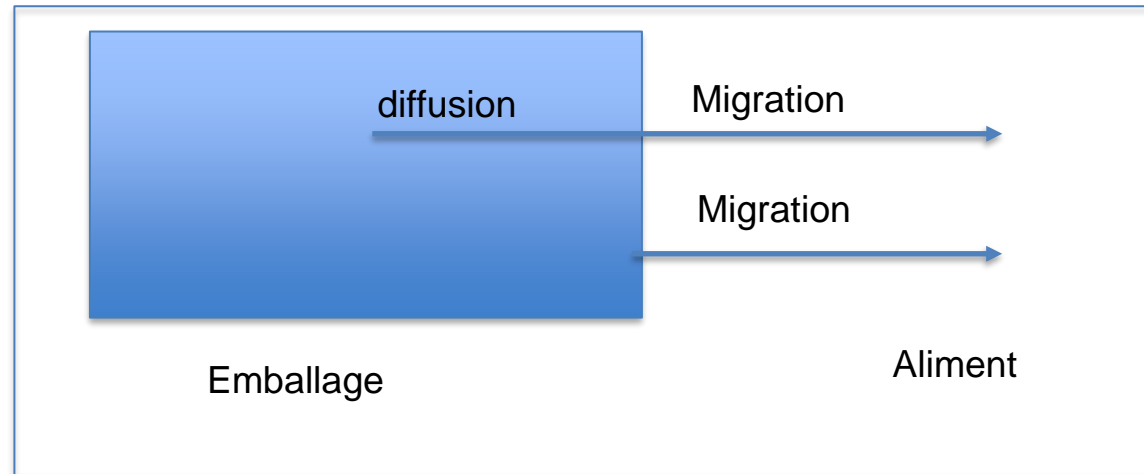 diffusion
Migration
Migration
Emballage
Aliment